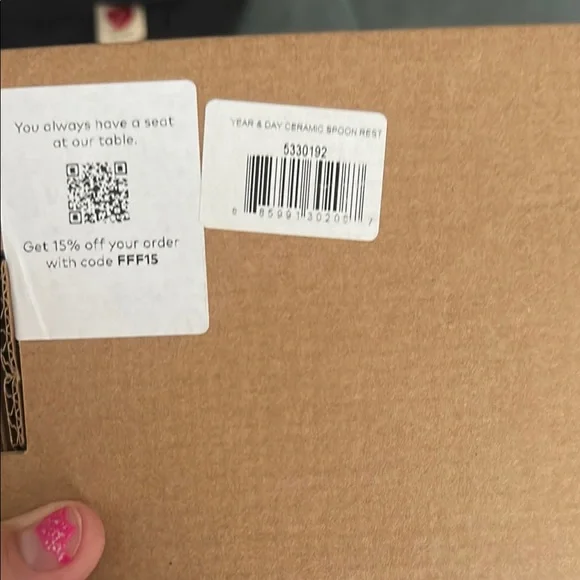 You always have a seat
at our table.
Get 15% off your order
with code FFF15
YEAR & DAY CERAMIC SPOON REST
5330192